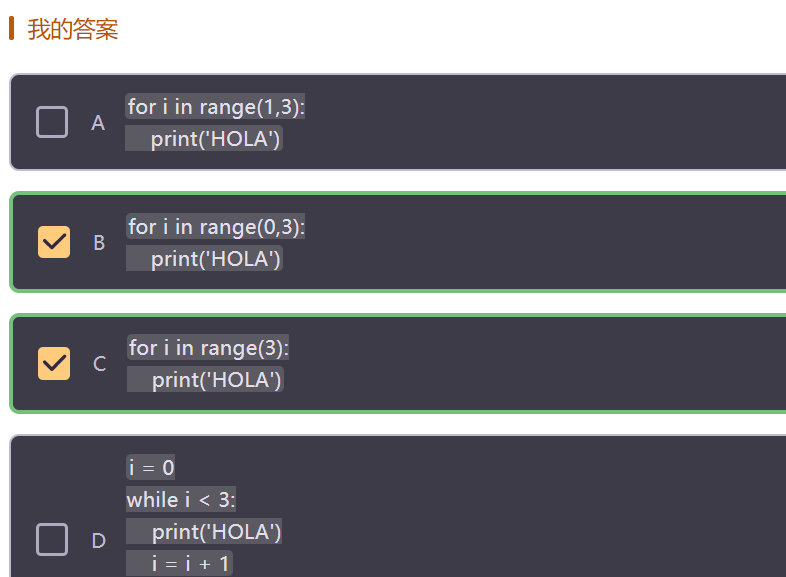 我的答案
A
for i in range(1,3):
    print('HOLA')
B
for i in range(0,3):
    print('HOLA')
C
for i in range(3):
    print('HOLA')
D
i = 0
while i < 3:
    print('HOLA')
    i = i + 1